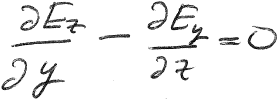 ∂E_z/∂y − ∂E_y/∂z = 0